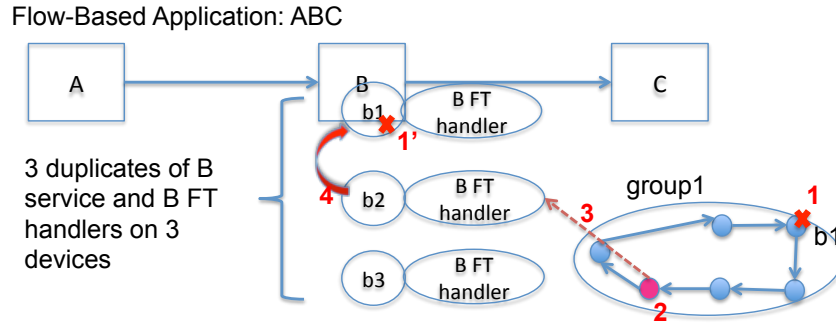 Flow-Based Application: ABC
A
B
C
b1
B FT
handler
1’
3 duplicates of B
service and B FT
handlers on 3
devices
4
b2
B FT
handler
b3
B FT
handler
group1
1
b1
3
2